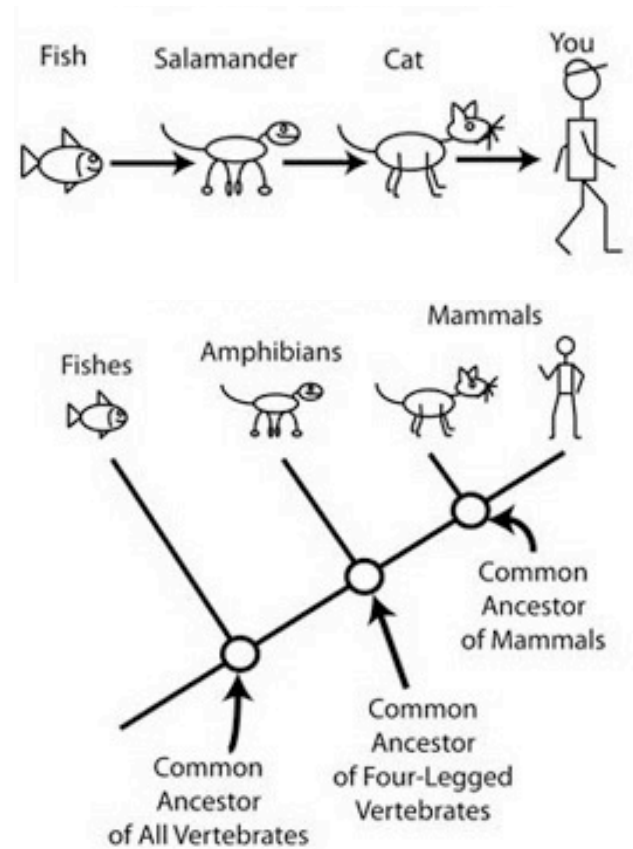 Fish
Salamander
Cat
You
Mammals
Fishes
Amphibians
Common
Ancestor
of Mammals
Common
Ancestor
of Four-Legged
Vertebrates
Common
Ancestor
of All Vertebrates